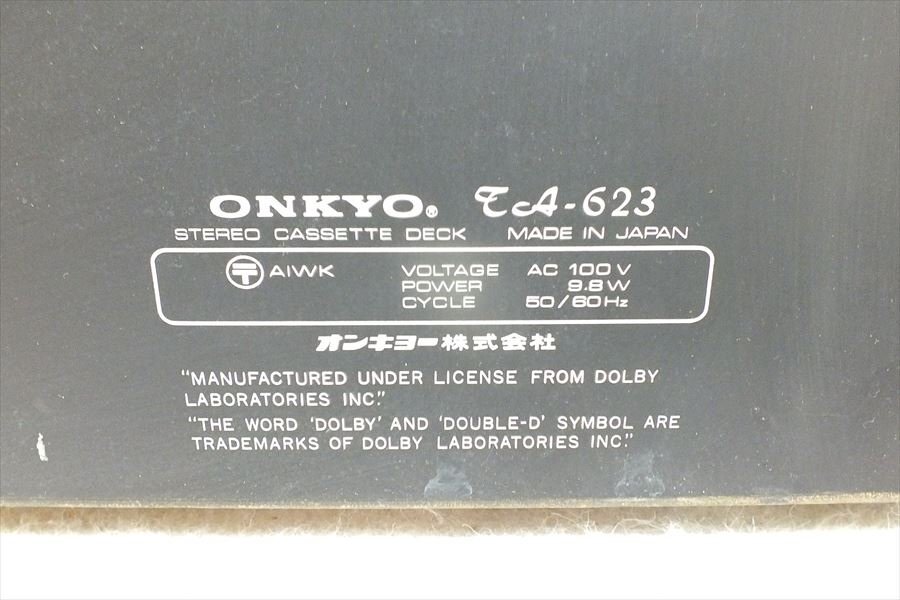 ONKYO® TA-623
STEREO CASSETTE DECK MADE IN JAPAN
〒 AIWK VOLTAGE AC 100 V
POWER 9.8 W
CYCLE 50/60 Hz
オンキヨー株式会社
"MANUFACTURED UNDER LICENSE FROM DOLBY
LABORATORIES INC."
"THE WORD 'DOLBY' AND 'DOUBLE-D' SYMBOL ARE
TRADEMARKS OF DOLBY LABORATORIES INC."